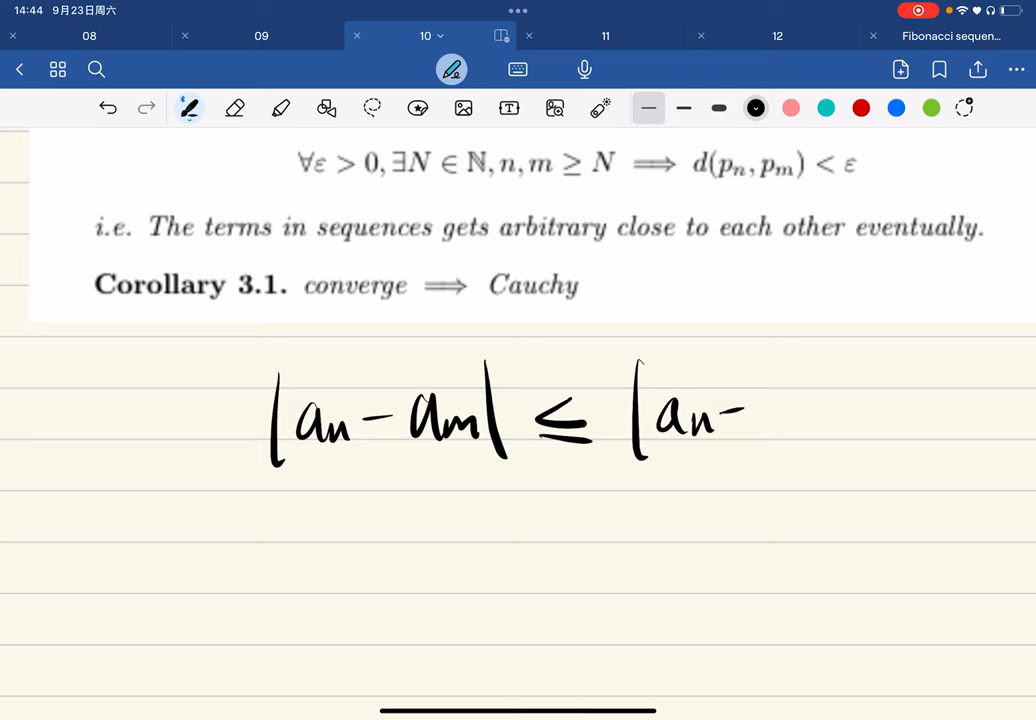 14:44 9月23日周六
08 09 10 11 12 Fibonacci sequen...
∀ε > 0, ∃N ∈ ℕ, n, m ≥ N ⟹ d(pₙ, pₘ) < ε
i.e. The terms in sequences gets arbitrary close to each other eventually.
Corollary 3.1. converge ⟹ Cauchy
|aₙ - aₘ| ≤ |aₙ -